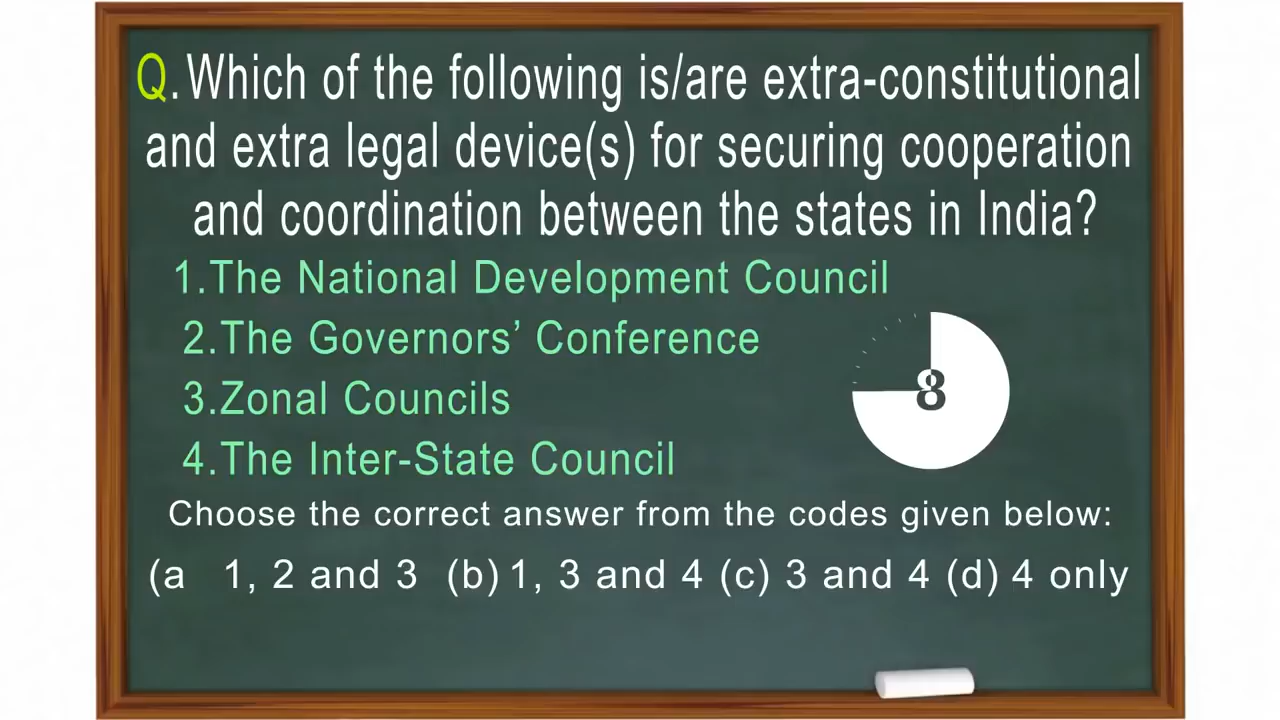 Q. Which of the following is/are extra-constitutional
and extra legal device(s) for securing cooperation
and coordination between the states in India?
1.The National Development Council
2.The Governors’ Conference
3.Zonal Councils
8
4.The Inter-State Council
Choose the correct answer from the codes given below:
(a 1, 2 and 3 (b) 1, 3 and 4 (c) 3 and 4 (d) 4 only